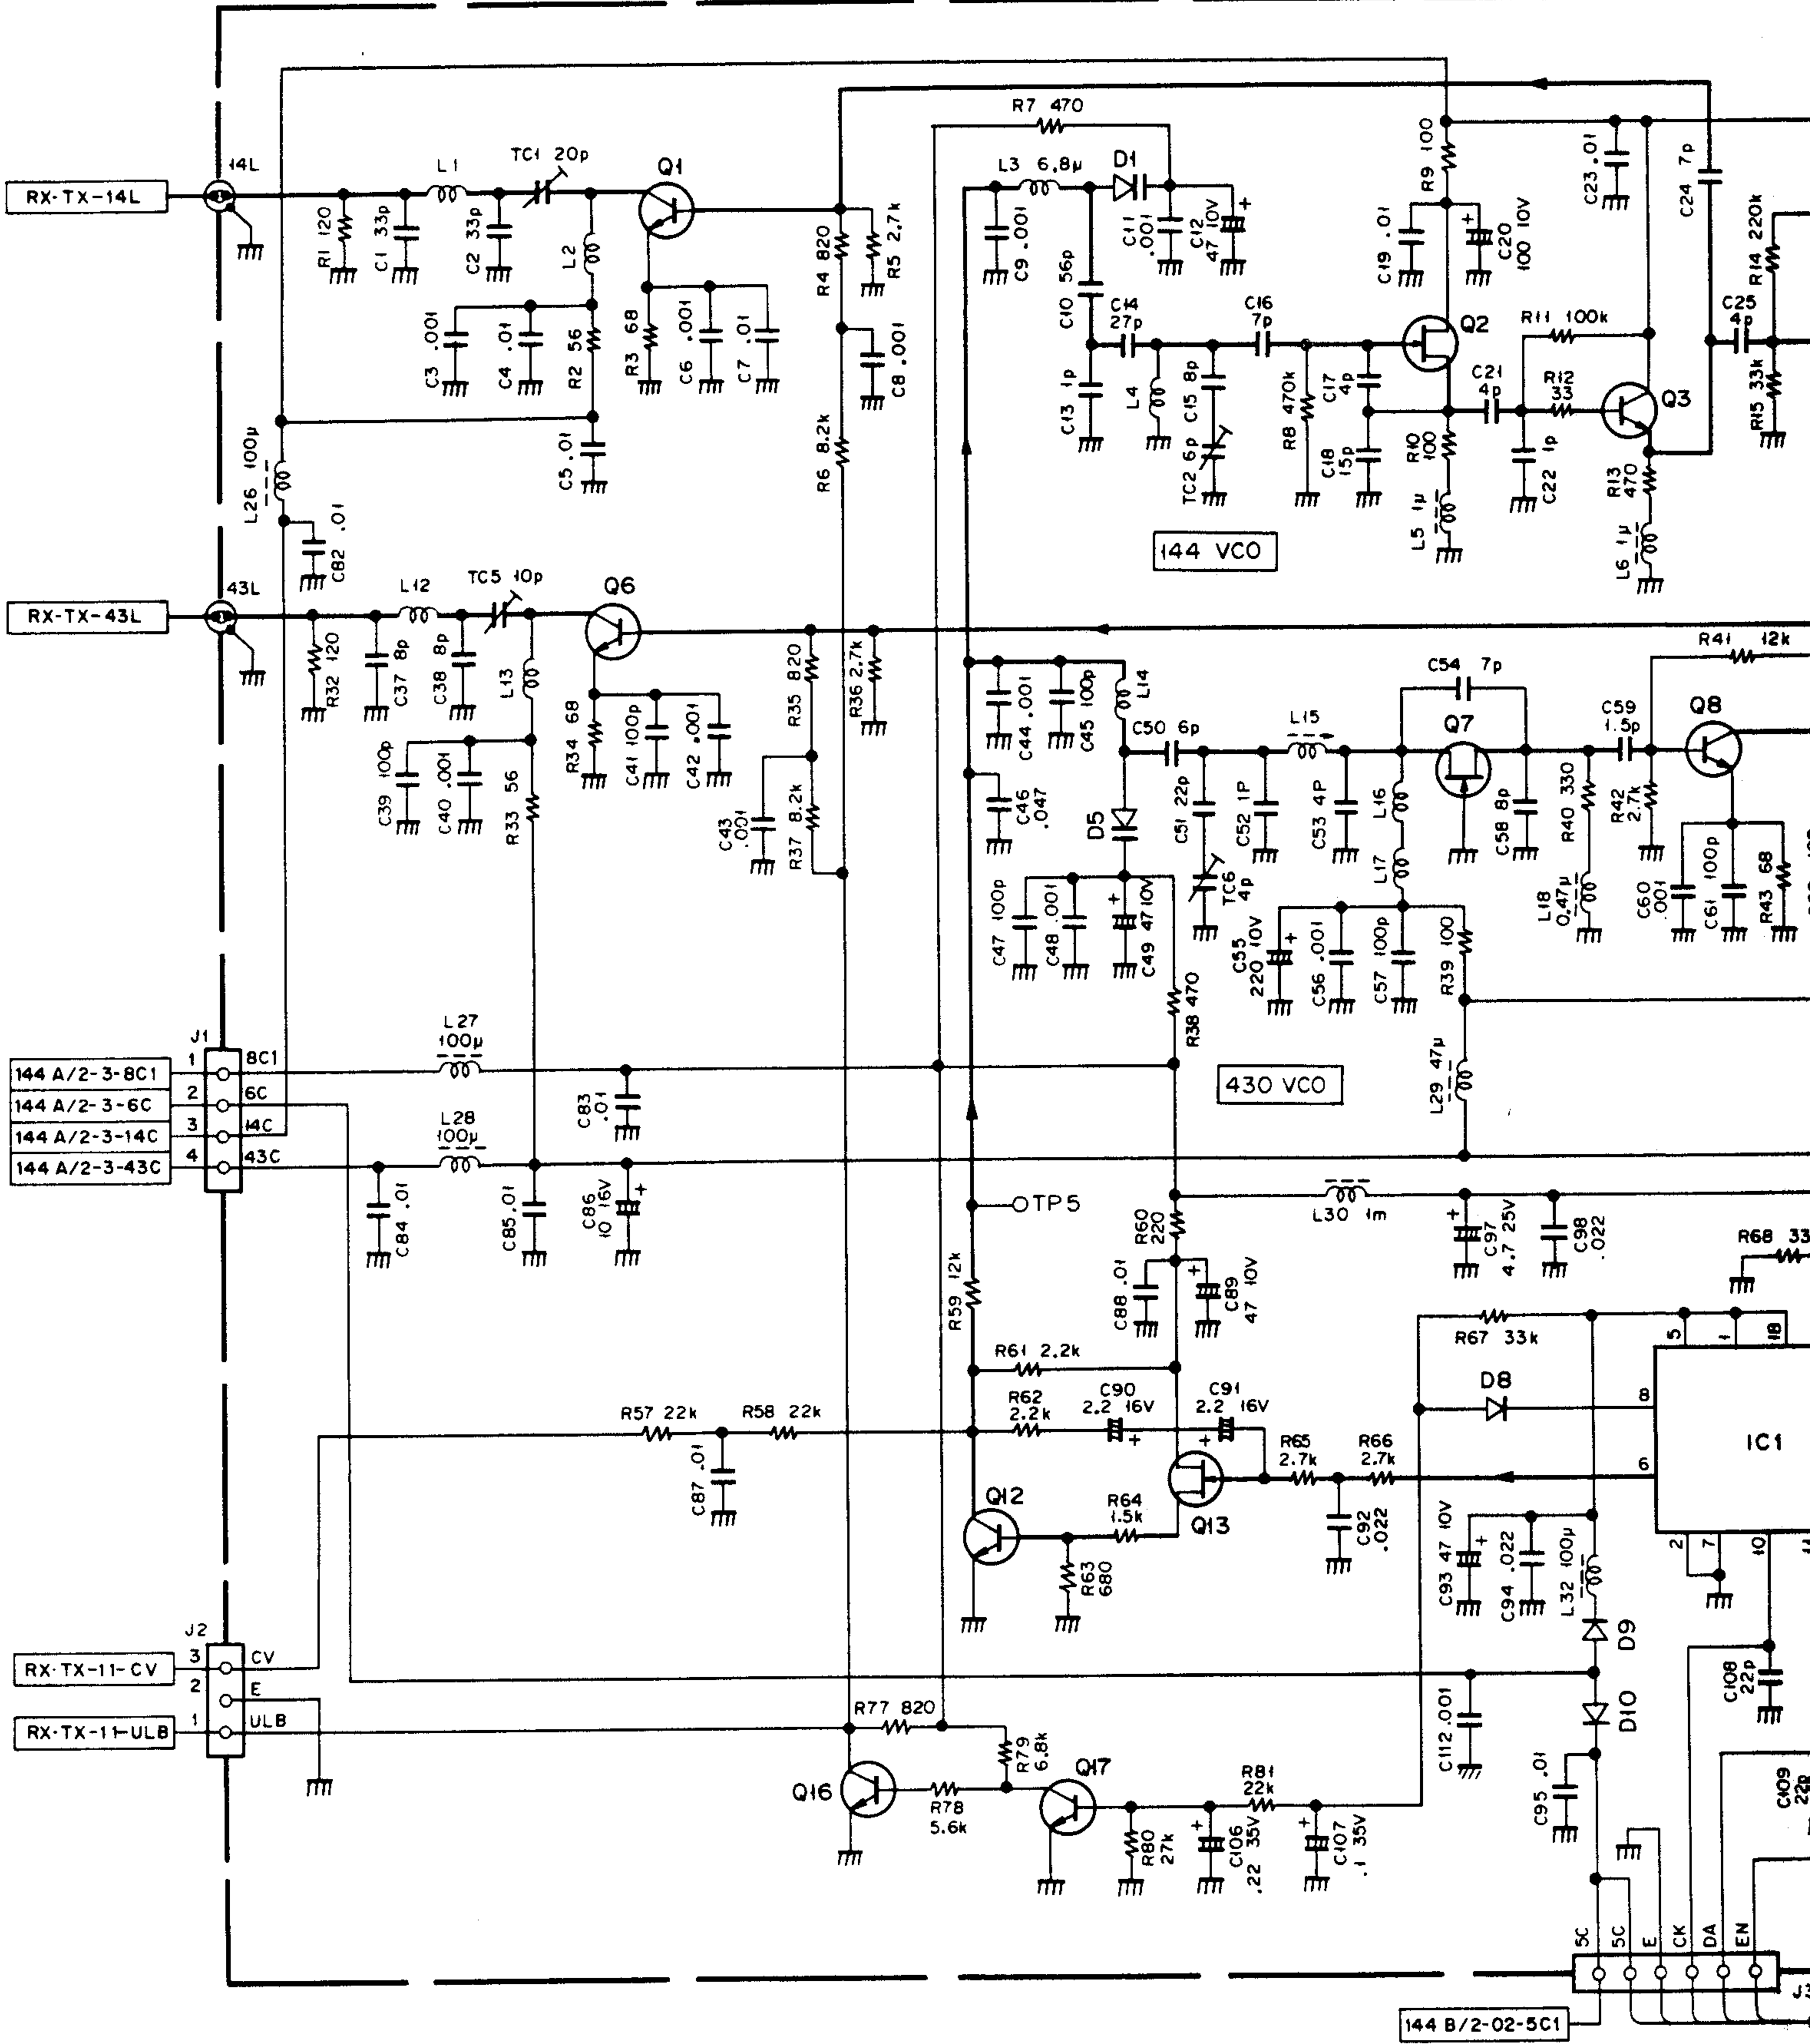 R7 470
14L
L1
TC1 20p
Q1
L3 6.8μ
D1
R9 100
C23 .01
C24 7p
RX-TX-14L
R1 120
C1 33p
C2 33p
L2
R4 820
R5 2.7k
C9 .001
C10 56p
C11 .001
C12 47 10V
+
C19 .01
+
C20 100 10V
R14 220k
C3 .001
C4 .01
R2 56
R3 68
C6 .001
C7 .01
C8 .001
C14 27p
C16 7p
Q2
R11 100k
C25 4p
C13 1p
L4
C15 8p
TC2 6p
R8 470k
C17 4p
C18 15p
C21 4p
R12 33
Q3
R15 33k
R10 100
C22 1p
R13 470
L26 100μ
C5 .01
R6 8.2k
L5 1μ
L6 1μ
C82 .01
144 VCO
43L
L12
TC5 10p
Q6
RX-TX-43L
R41 12k
R32 120
C37 8p
C38 8p
L13
R35 820
R36 2.7k
C44 .001
C45 100p
L14
C54 7p
C50 6p
L15
Q7
C59 1.5p
Q8
R34 68
C41 100p
C42 .001
C39 100p
C40 .001
R33 56
C43 .001
R37 8.2k
C46 .047
D5
C51 22p
C52 1P
C53 4P
L16
C58 8p
R40 330
R42 2.7k
TC6 4p
L17
L18 0.47μ
C60 .001
C61 100p
R43 68
C47 100p
C48 .001
+
C49 47 10V
C55 220 10V
+
C56 .001
C57 100p
R39 100
R38 470
J1
L27 100μ
144 A/2-3-8C1
1
8C1
144 A/2-3-6C
2
6C
144 A/2-3-14C
3
14C
144 A/2-3-43C
4
43C
C83 .01
L28 100μ
430 VCO
L29 47μ
C84 .01
C85 .01
C86 10 16V
+
TP5
R60 220
L30 1m
+
C97 4.7 25V
C98 .022
R68 33
R59 12k
C88 .01
+
C89 47 10V
R67 33k
5
1
18
R61 2.2k
D8
8
IC1
R57 22k
R58 22k
R62 2.2k
C90 2.2 16V
+
C91 2.2 16V
+
R65 2.7k
R66 2.7k
6
C87 .01
Q12
R64 1.5k
Q13
C92 .022
R63 680
C93 47 10V
+
C94 .022
L32 100μ
2
7
10
D9
J2
RX-TX-11-CV
3
CV
2
E
RX-TX-11-ULB
1
ULB
R77 820
R79 6.8k
C112 .001
D10
C108 22p
Q16
R78 5.6k
Q17
R81 22k
R80 27k
+
C106 .22 35V
+
C107 .1 35V
C95 .01
C109 22p
5C
5C
E
CK
DA
EN
J3
144 B/2-02-5C1